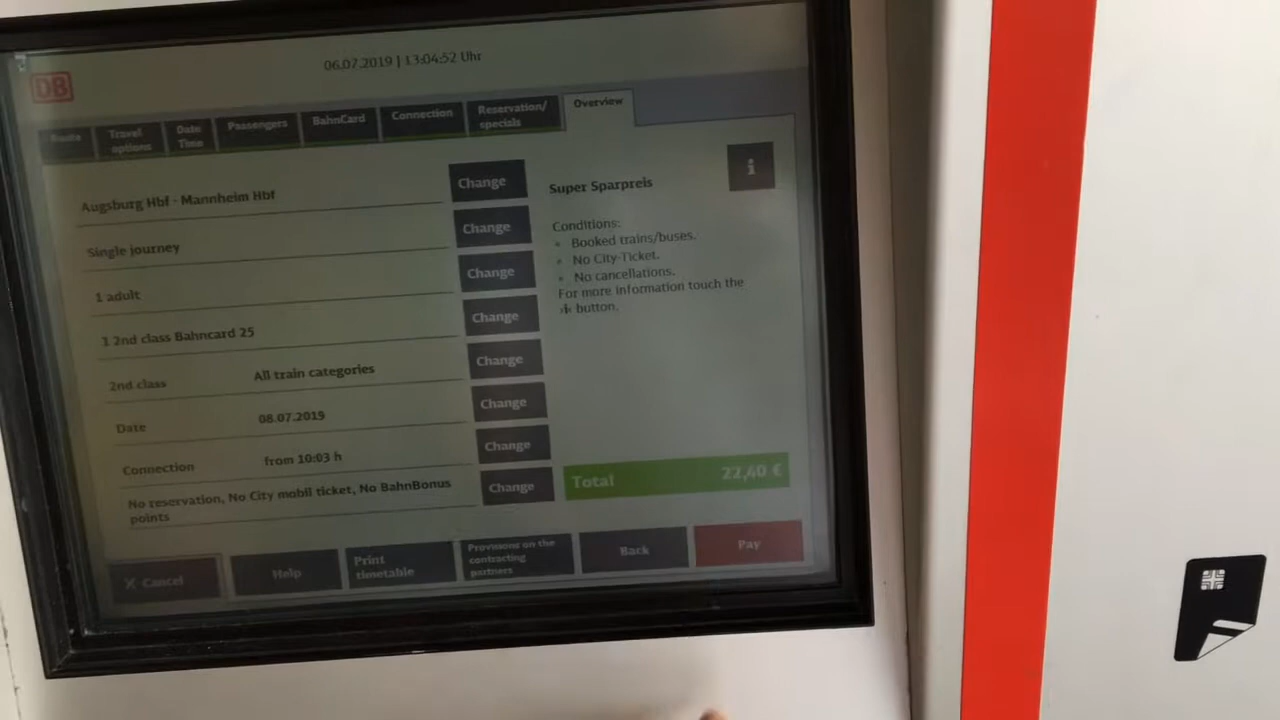 06.07.2019 | 13:04:52 Uhr
DB
Route
Travel options
Date Time
Passengers
BahnCard
Connection
Reservation/ specials
Overview
Augsburg Hbf - Mannheim Hbf
Change
Single journey
Change
1 adult
Change
1 2nd class Bahncard 25
Change
2nd class All train categories
Change
Date 08.07.2019
Change
Connection from 10:03 h
Change
No reservation, No City mobil ticket, No BahnBonus
points
Change
Super Sparpreis
i
Conditions:
• Booked trains/buses.
• No City-Ticket.
• No cancellations.
For more information touch the
button.
Total 22,40 €
X Cancel
Help
Print
timetable
Provisions on the
contracting
partners
Back
Pay